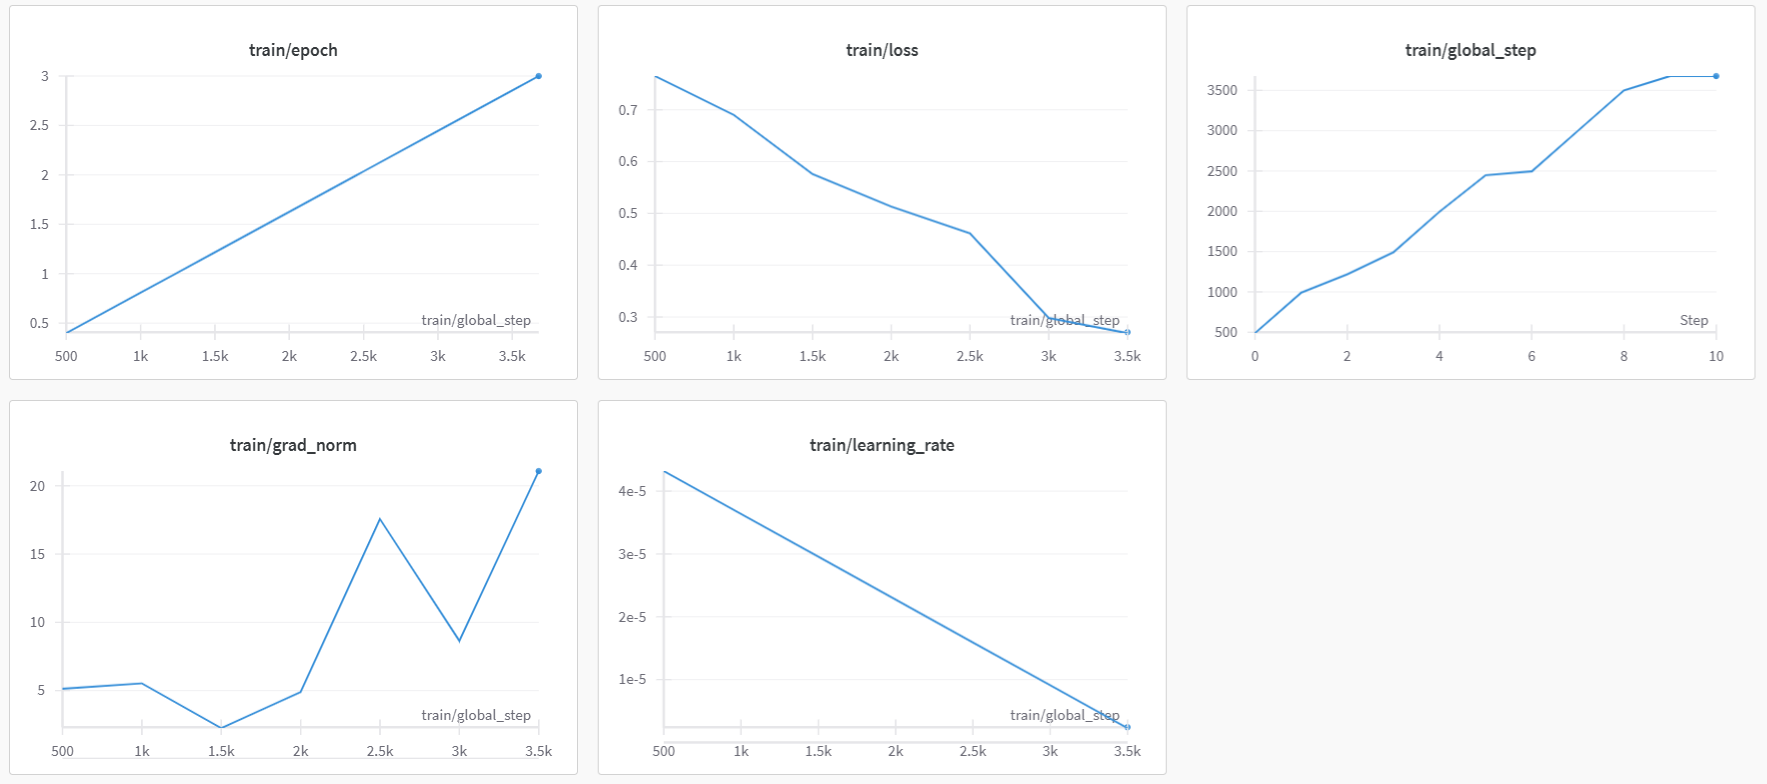 train/epoch
3
2.5
2
1.5
1
0.5
train/global_step
500 1k 1.5k 2k 2.5k 3k 3.5k
train/loss
0.7
0.6
0.5
0.4
0.3
train/global_step
500 1k 1.5k 2k 2.5k 3k 3.5k
train/global_step
3500
3000
2500
2000
1500
1000
500
Step
0 2 4 6 8 10
train/grad_norm
20
15
10
5
train/global_step
500 1k 1.5k 2k 2.5k 3k 3.5k
train/learning_rate
4e-5
3e-5
2e-5
1e-5
train/global_step
500 1k 1.5k 2k 2.5k 3k 3.5k